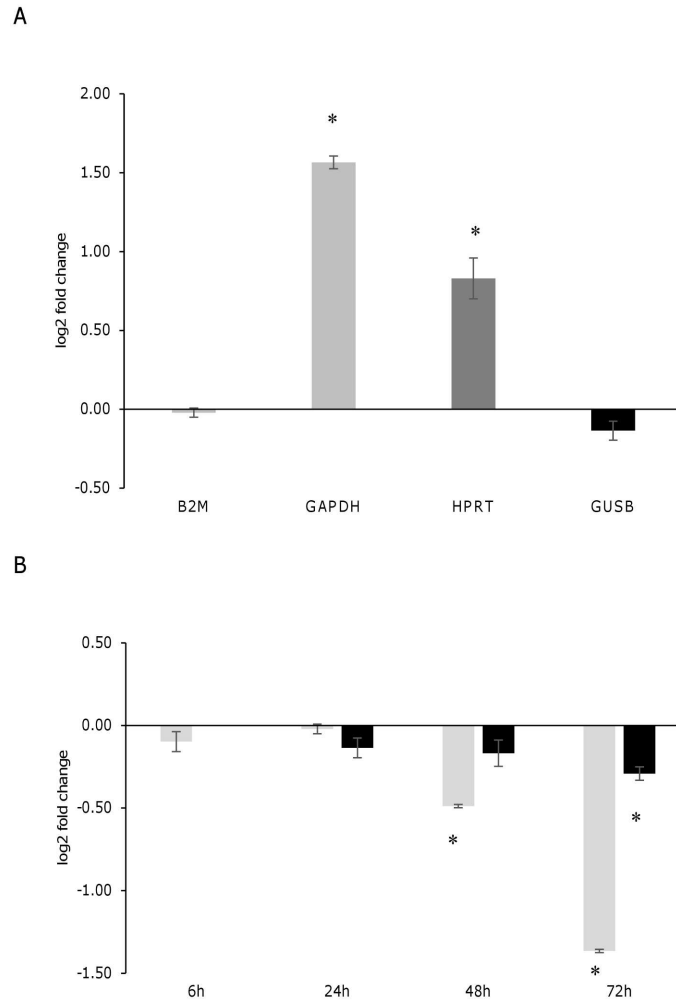 A
2.00
*
1.50
*
1.00
0.50
0.00
-0.50
log2 fold change
B2M GAPDH HPRT GUSB
B
0.50
0.00
-0.50
*
*
-1.00
-1.50
*
log2 fold change
6h 24h 48h 72h